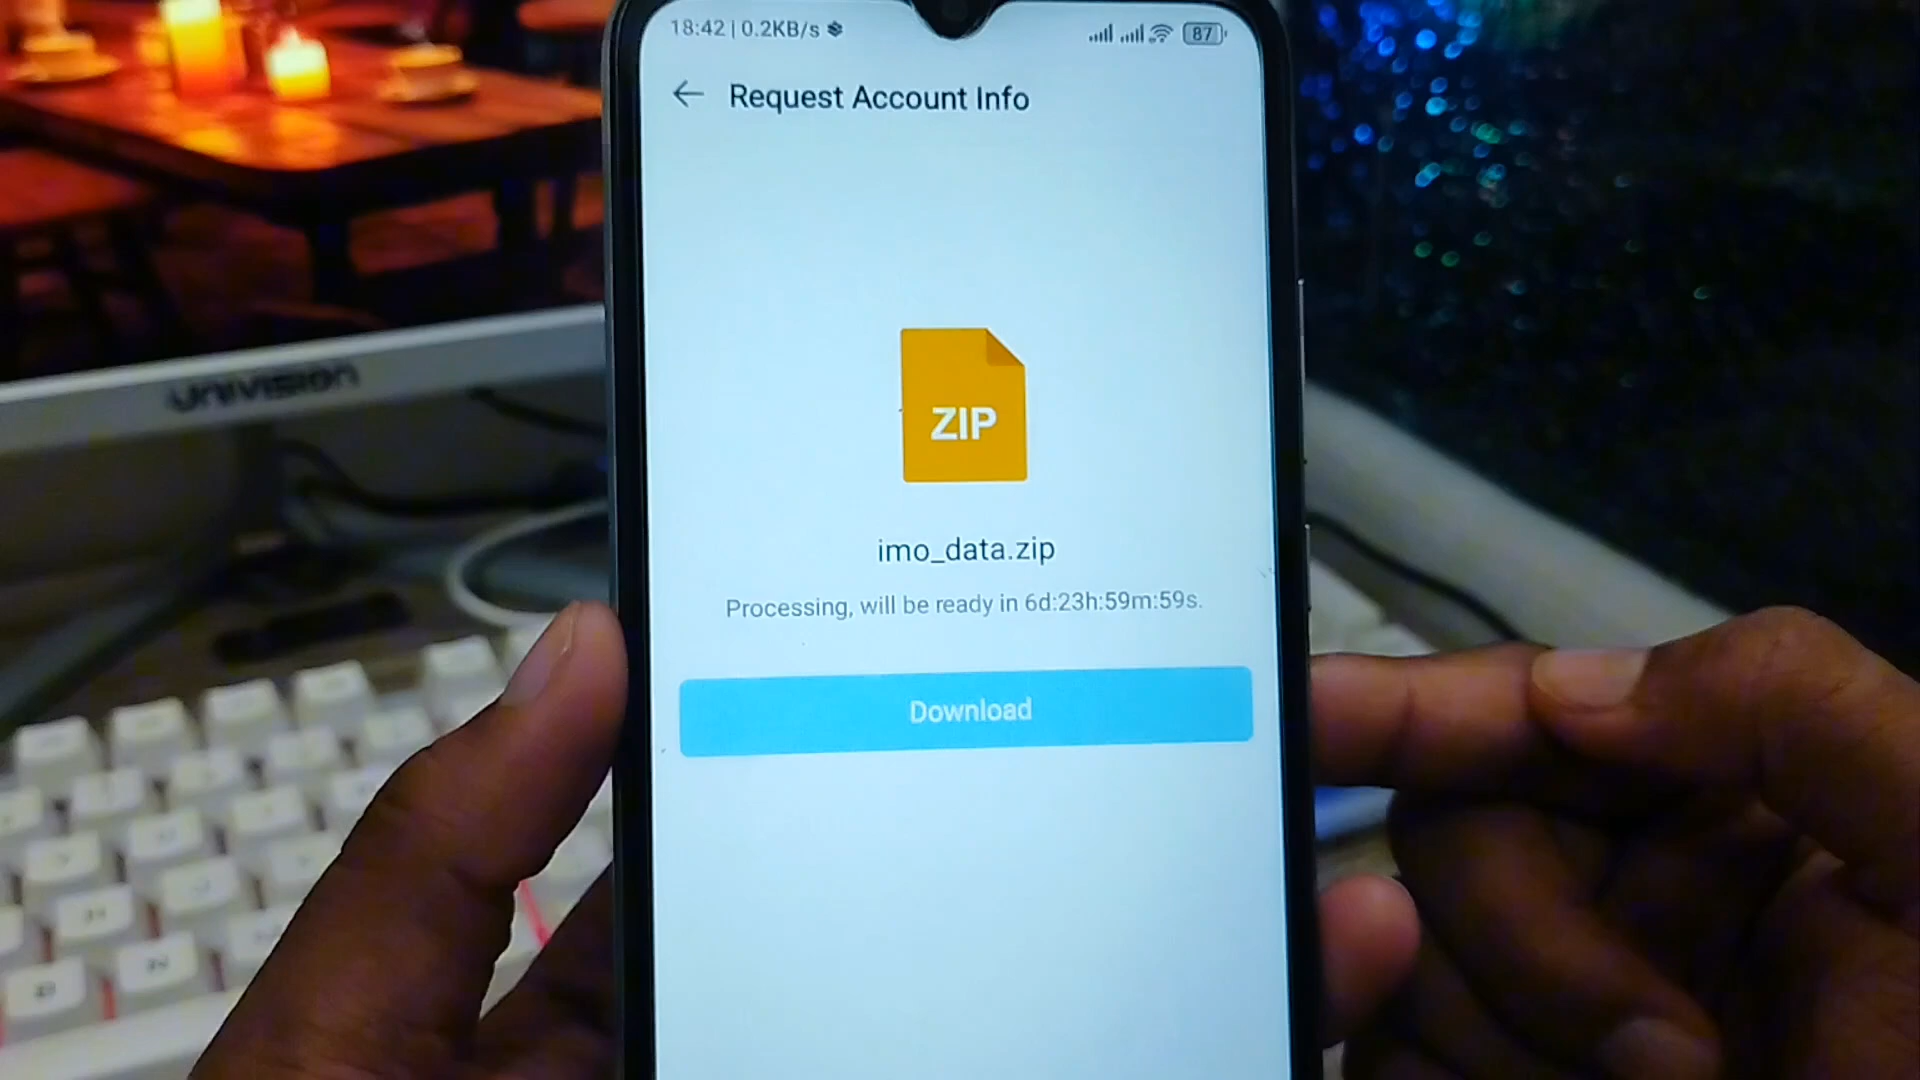 18:42 | 0.2KB/s
87
Request Account Info
UNIVISION
ZIP
imo_data.zip
Processing, will be ready in 6d:23h:59m:59s.
Download